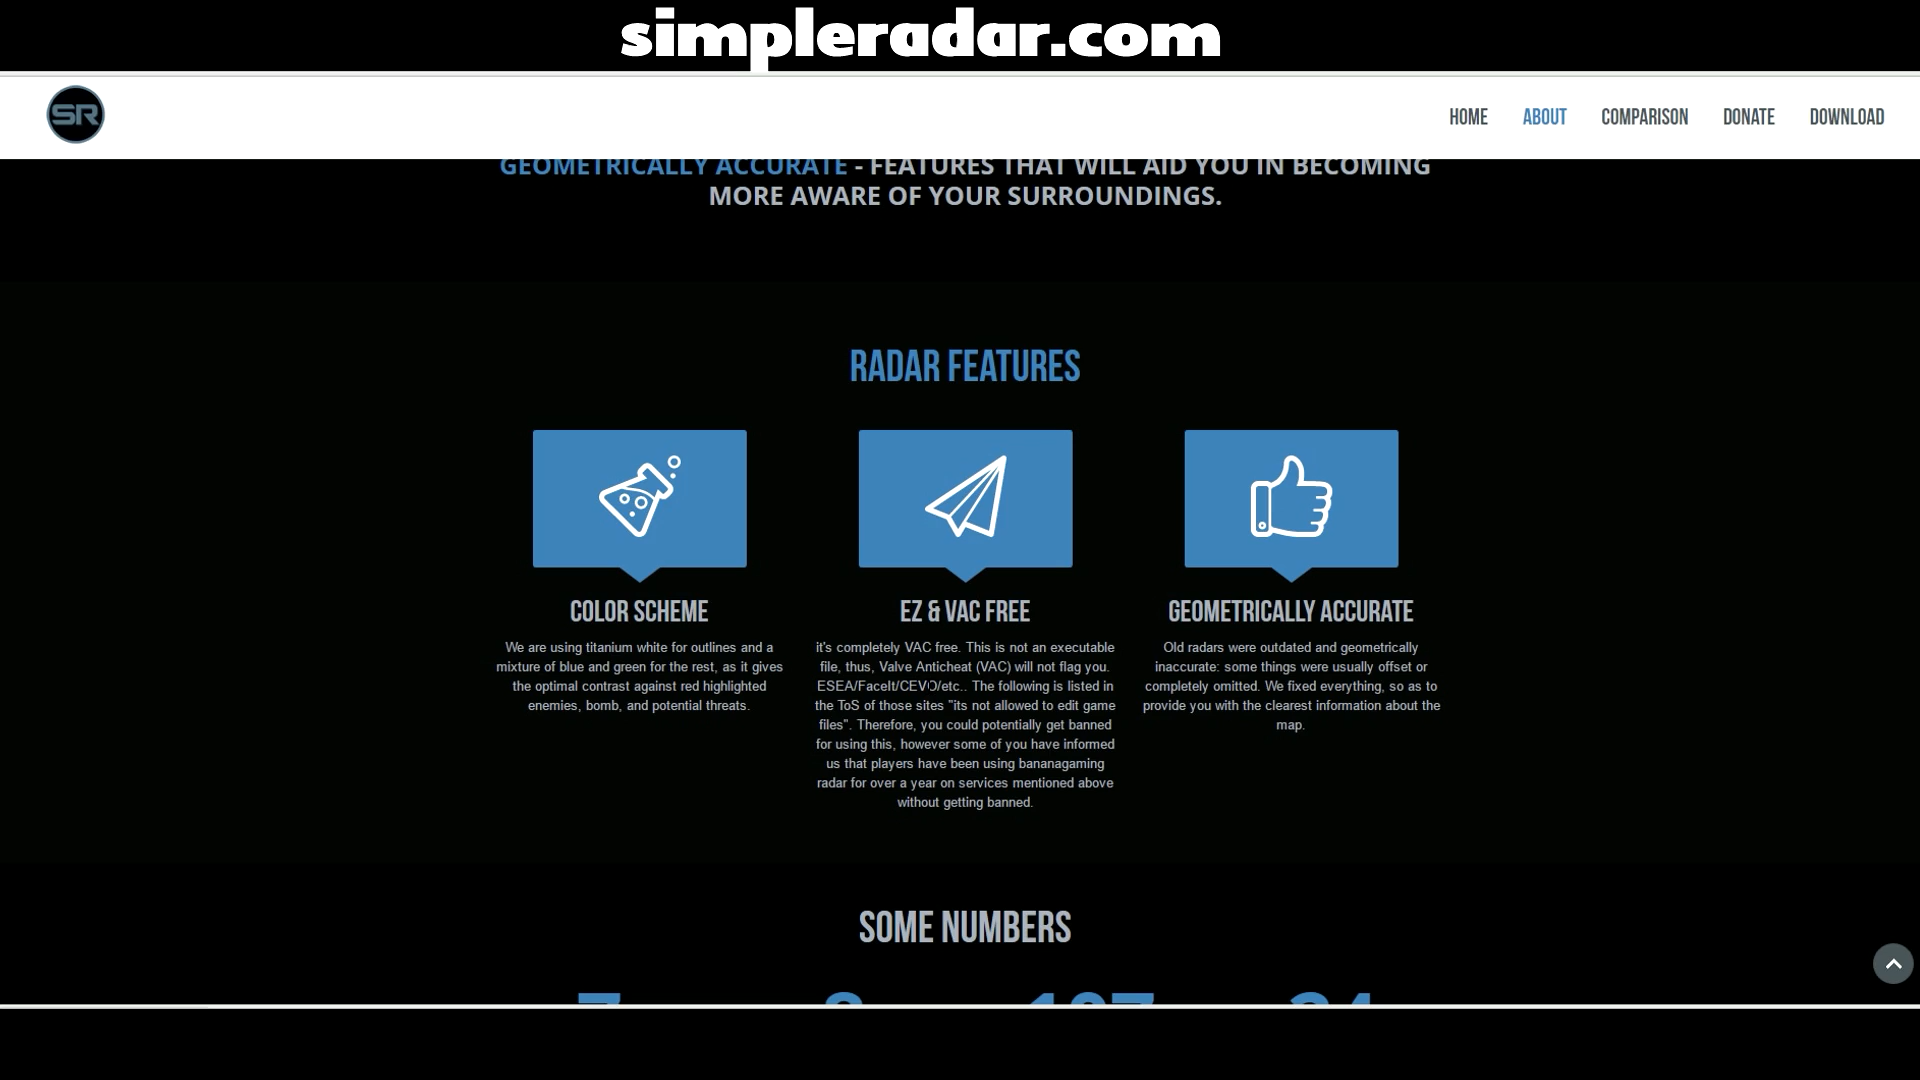 simpleradar.com
SR
HOME ABOUT COMPARISON DONATE DOWNLOAD
GEOMETRICALLY ACCURATE - FEATURES THAT WILL AID YOU IN BECOMING
MORE AWARE OF YOUR SURROUNDINGS.
RADAR FEATURES
COLOR SCHEME
We are using titanium white for outlines and a
mixture of blue and green for the rest, as it gives
the optimal contrast against red highlighted
enemies, bomb, and potential threats.
EZ & VAC FREE
it's completely VAC free. This is not an executable
file, thus, Valve Anticheat (VAC) will not flag you.
ESEA/FaceIt/CEVO/etc.. The following is listed in
the ToS of those sites "its not allowed to edit game
files". Therefore, you could potentially get banned
for using this, however some of you have informed
us that players have been using bananagaming
radar for over a year on services mentioned above
without getting banned.
GEOMETRICALLY ACCURATE
Old radars were outdated and geometrically
inaccurate: some things were usually offset or
completely omitted. We fixed everything, so as to
provide you with the clearest information about the
map.
SOME NUMBERS